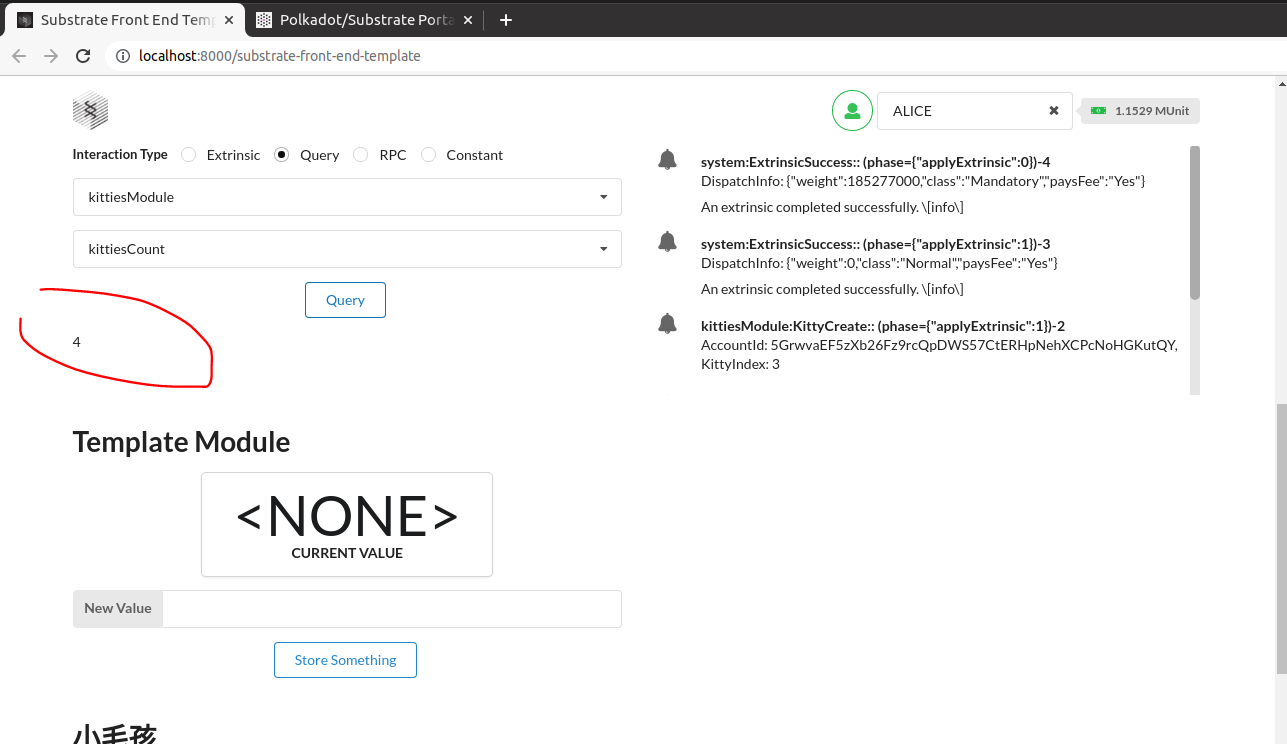 Substrate Front End Temp
Polkadot/Substrate Porta
localhost:8000/substrate-front-end-template
ALICE
1.1529 MUnit
Interaction Type Extrinsic Query RPC Constant
kittiesModule
kittiesCount
Query
4
system:ExtrinsicSuccess:: (phase={"applyExtrinsic":0})-4
DispatchInfo: {"weight":185277000,"class":"Mandatory","paysFee":"Yes"}
An extrinsic completed successfully. \[info\]
system:ExtrinsicSuccess:: (phase={"applyExtrinsic":1})-3
DispatchInfo: {"weight":0,"class":"Normal","paysFee":"Yes"}
An extrinsic completed successfully. \[info\]
kittiesModule:KittyCreate:: (phase={"applyExtrinsic":1})-2
AccountId: 5GrwvaEF5zXb26Fz9rcQpDWS57CtERHpNehXCPcNoHGKutQY,
KittyIndex: 3
Template Module
<NONE>
CURRENT VALUE
New Value
Store Something
小毛孩